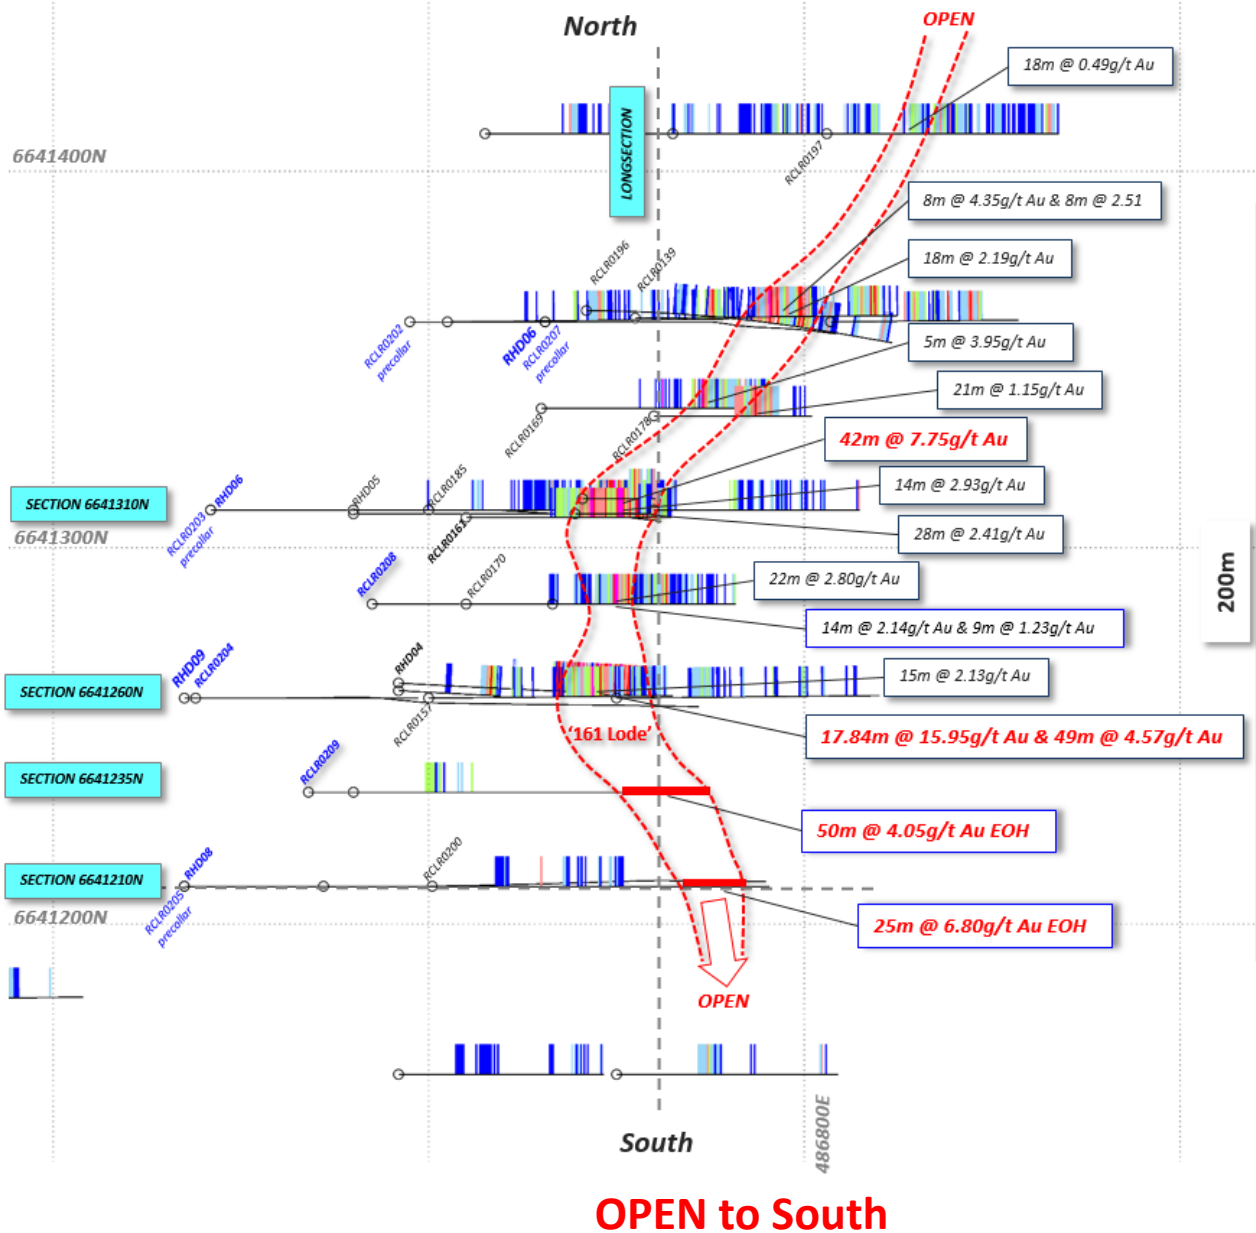 North
OPEN
18m @ 0.49g/t Au
LONGSECTION
6641400N
RCLR0197
8m @ 4.35g/t Au & 8m @ 2.51
RCLR0196
RCLR0139
18m @ 2.19g/t Au
RCLR0202
precollar
RHD06
RCLR0207
precollar
5m @ 3.95g/t Au
21m @ 1.15g/t Au
RCLR0169
RCLR0178
42m @ 7.75g/t Au
SECTION 6641310N
RCLR0203
precollar
RHD06
RHD05
RCLR0185
RCLR0161
14m @ 2.93g/t Au
28m @ 2.41g/t Au
6641300N
RCLR0208
RCLR0170
22m @ 2.80g/t Au
200m
14m @ 2.14g/t Au & 9m @ 1.23g/t Au
SECTION 6641260N
RHD09
RCLR0204
RHD04
RCLR0157
15m @ 2.13g/t Au
'161 Lode'
17.84m @ 15.95g/t Au & 49m @ 4.57g/t Au
SECTION 6641235N
RCLR0209
50m @ 4.05g/t Au EOH
SECTION 6641210N
RCLR0205
precollar
RHD08
RCLR0200
6641200N
25m @ 6.80g/t Au EOH
OPEN
486800E
South
OPEN to South